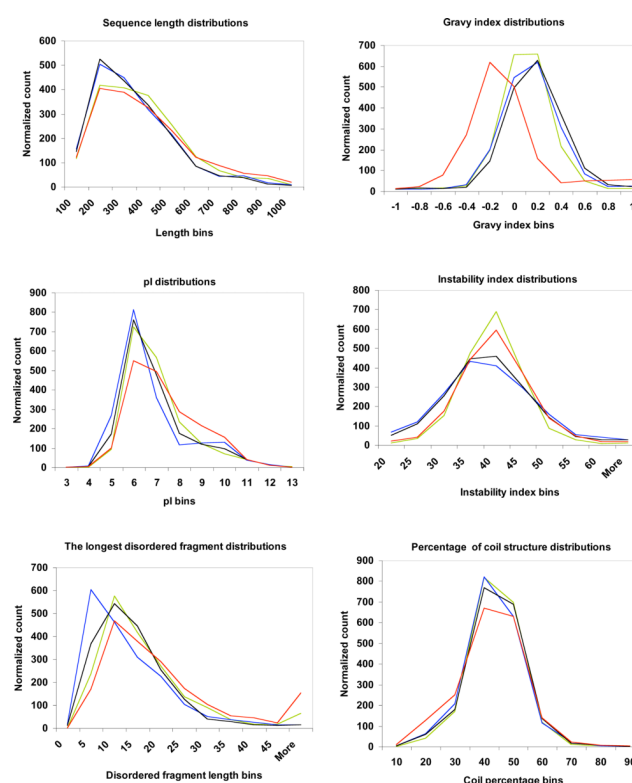 Sequence length distributions
Normalized count
600
500
400
300
200
100
0
100 200 300 400 500 600 700 800 900 1000
Length bins
Gravy index distributions
Normalized count
700
600
500
400
300
200
100
0
-1 -0.8 -0.6 -0.4 -0.2 0 0.2 0.4 0.6 0.8 1
Gravy index bins
pI distributions
Normalized count
900
800
700
600
500
400
300
200
100
0
3 4 5 6 7 8 9 10 11 12 13
pI bins
Instability index distributions
Normalized count
800
700
600
500
400
300
200
100
0
20 25 30 35 40 45 50 55 60 More
Instability index bins
The longest disordered fragment distributions
Normalized count
700
600
500
400
300
200
100
0
0 5 10 15 20 25 30 35 40 45 More
Disordered fragment length bins
Percentage of coil structure distributions
Normalized count
900
800
700
600
500
400
300
200
100
0
10 20 30 40 50 60 70 80 90
Coil percentage bins